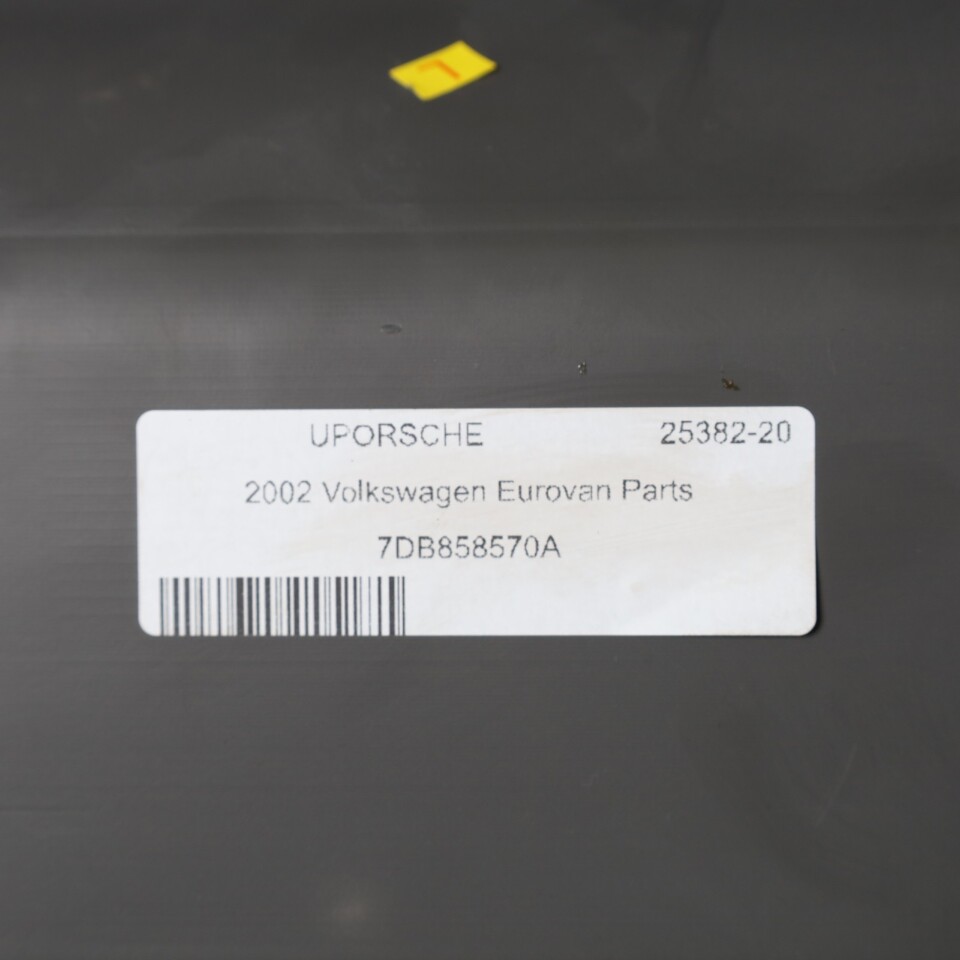 L
UPORSCHE 25382-20
2002 Volkswagen Eurovan Parts
7DB858570A